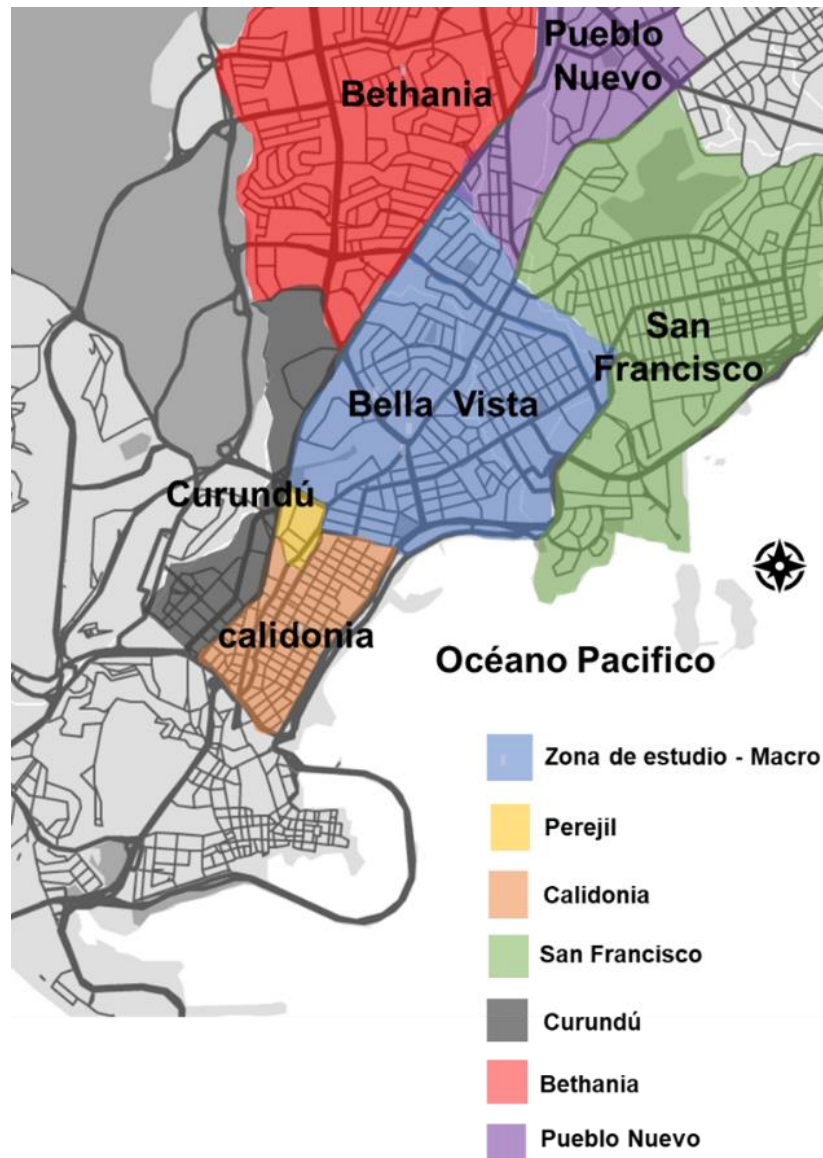 Pueblo
Nuevo
Bethania
San
Francisco
Bella Vista
Curundú
calidonia
Océano Pacifico
Zona de estudio - Macro
Perejil
Calidonia
San Francisco
Curundú
Bethania
Pueblo Nuevo